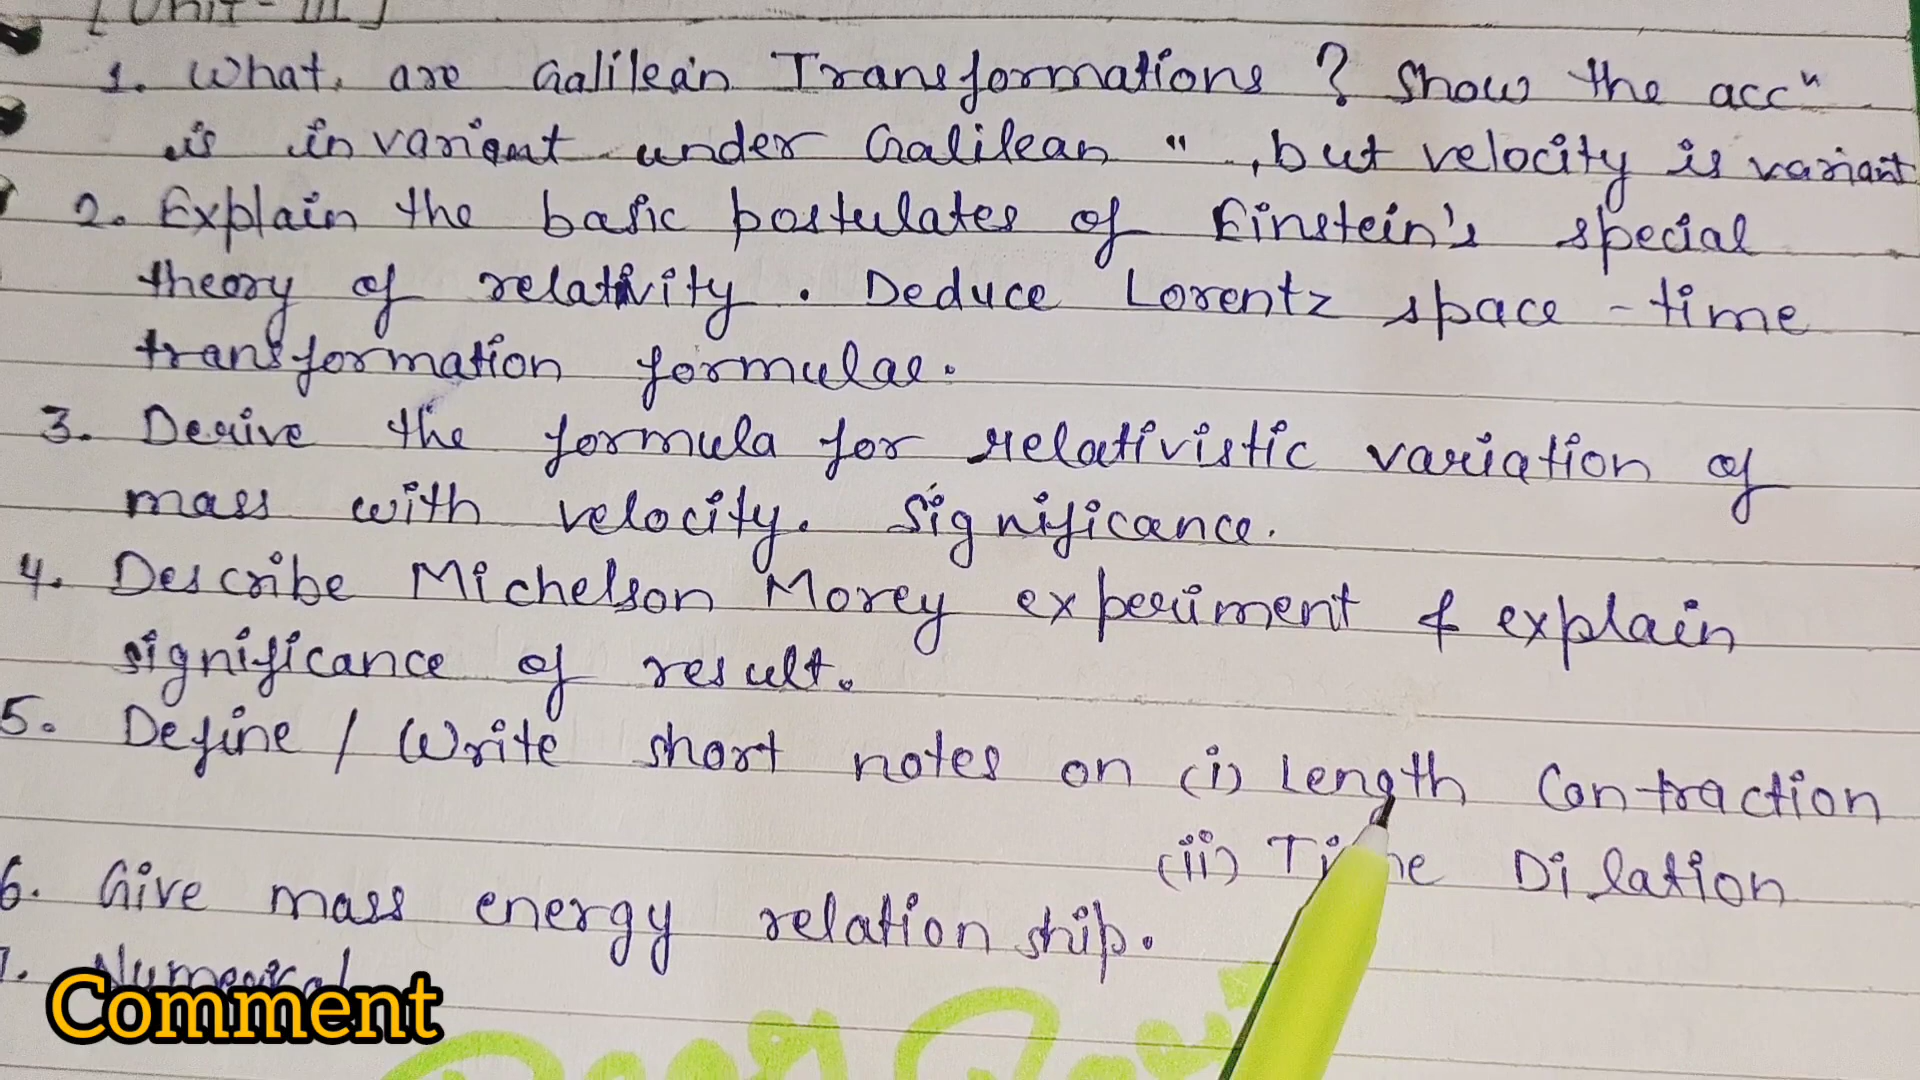 [Unit - III]
1. What are Galilean Transformations ? Show the accⁿ
is invariant under Galilean " , but velocity is variant
2. Explain the basic postulates of Einstein's special
theory of relativity. Deduce Lorentz space - time
transformation formulae.
3. Derive the formula for relativistic variation of
mass with velocity. Significance.
4. Describe Michelson Morey experiment & explain
significance of result.
5. Define / Write short notes on (i) Length Contraction
(ii) Time Dilation
6. Give mass energy relation ship.
7. Numerical
Comment